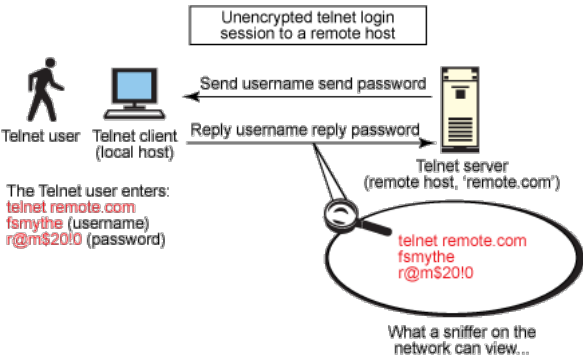 Unencrypted telnet login
session to a remote host
Send username send password
Reply username reply password
Telnet user
Telnet client
(local host)
Telnet server
(remote host, 'remote.com')
The Telnet user enters:
telnet remote.com
fsmythe (username)
r@m$20!0 (password)
telnet remote.com
fsmythe
r@m$20!0
What a sniffer on the
network can view...